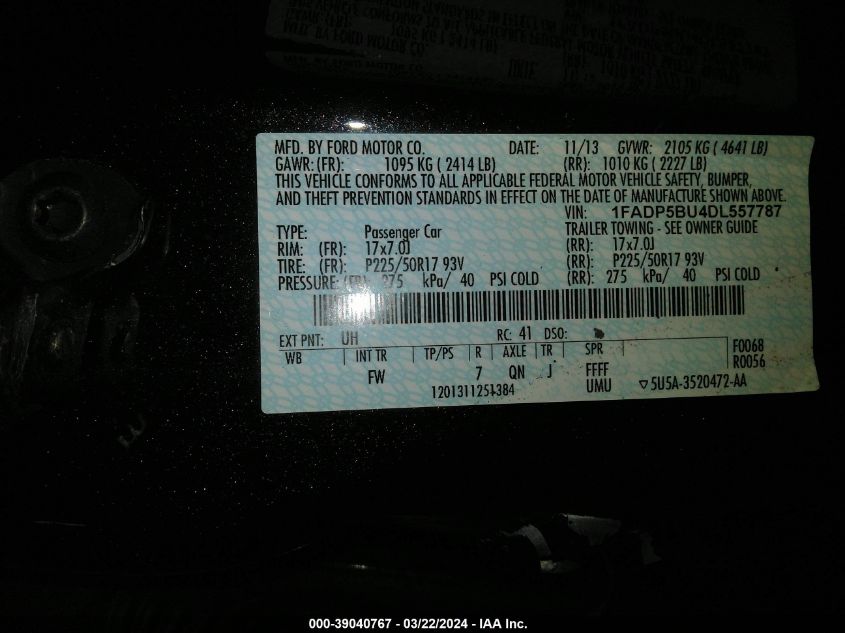 MFD. BY FORD MOTOR CO. DATE: 11/13 GVWR: 2105 KG ( 4641 LB)
GAWR: (FR): 1095 KG ( 2414 LB) (RR): 1010 KG ( 2227 LB)
THIS VEHICLE CONFORMS TO ALL APPLICABLE FEDERAL MOTOR VEHICLE SAFETY, BUMPER,
AND THEFT PREVENTION STANDARDS IN EFFECT ON THE DATE OF MANUFACTURE SHOWN ABOVE.
VIN: 1FADP5BU4DL557787
TYPE: Passenger Car TRAILER TOWING - SEE OWNER GUIDE
RIM: (FR): 17x7.0J (RR): 17x7.0J
TIRE: (FR): P225/50R17 93V (RR): P225/50R17 93V
PRESSURE: (FR): 275 kPa/ 40 PSI COLD (RR): 275 kPa/ 40 PSI COLD
EXT PNT: UH RC: 41 DSO:
WB INT TR TP/PS R AXLE TR SPR F0068
FW 7 QN J FFFF R0056
1201311251384 UMU ▽5U5A-3520472-AA
000-39040767 - 03/22/2024 - IAA Inc.